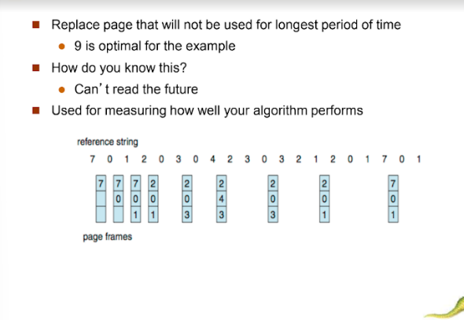 Replace page that will not be used for longest period of time
9 is optimal for the example
How do you know this?
Can't read the future
Used for measuring how well your algorithm performs
reference string
7 0 1 2 0 3 0 4 2 3 0 3 2 1 2 0 1 7 0 1
7 7 7 2 2 2 2 2 7
0 0 0 0 4 0 0 0
1 1 3 3 3 1 1
page frames